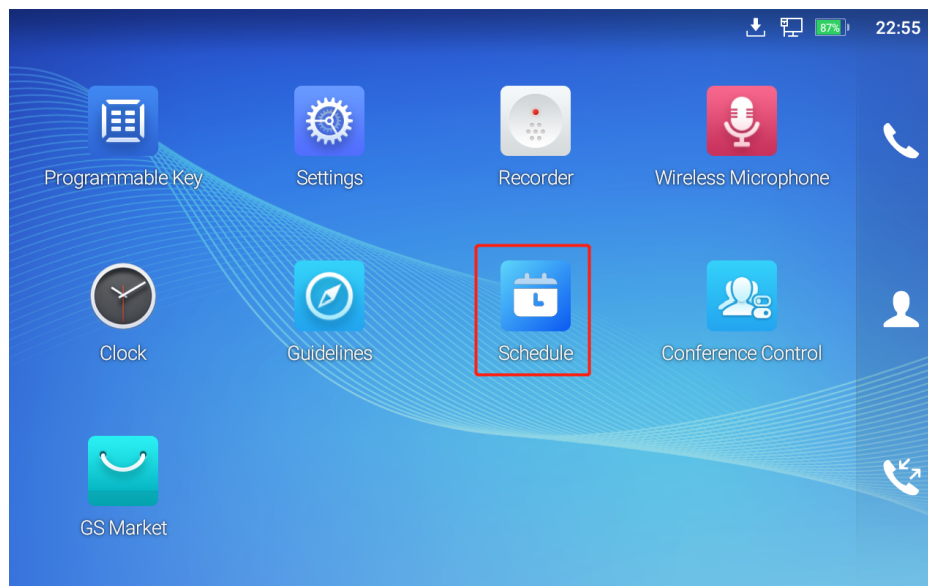 87% 22:55
Programmable Key
Settings
Recorder
Wireless Microphone
Clock
Guidelines
Schedule
Conference Control
GS Market